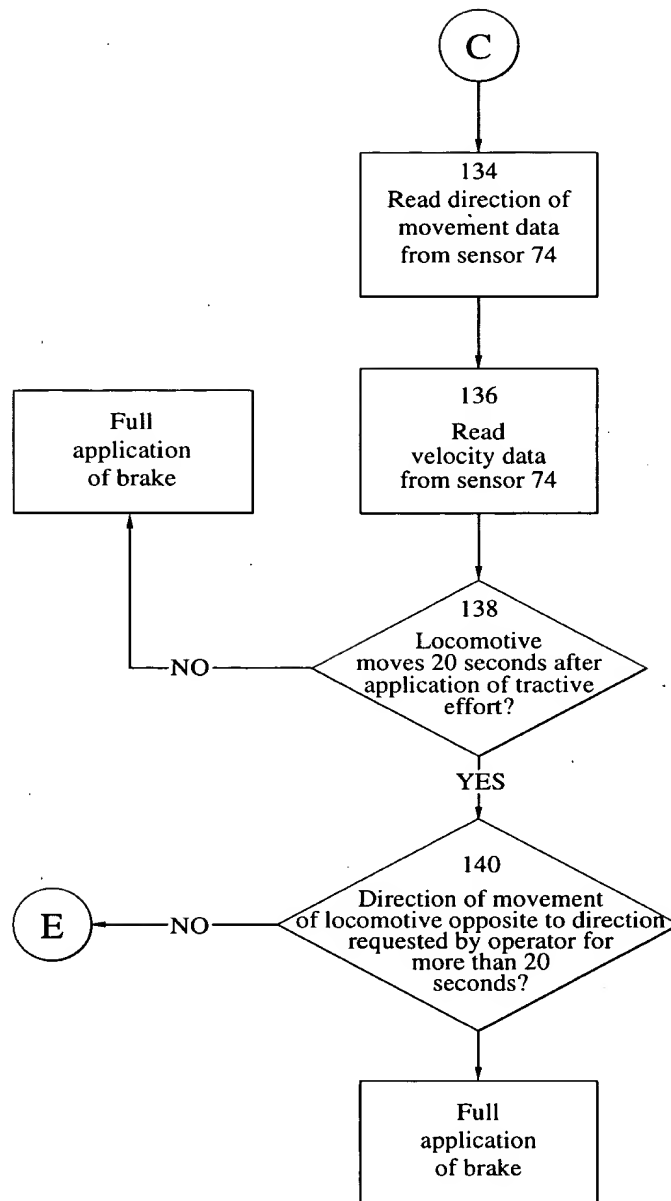 C
134
Read direction of
movement data
from sensor 74
136
Read
velocity data
from sensor 74
Full
application
of brake
138
Locomotive
moves 20 seconds after
application of tractive
effort?
NO
YES
140
Direction of movement
of locomotive opposite to direction
requested by operator for
more than 20
seconds?
NO
E
Full
application
of brake